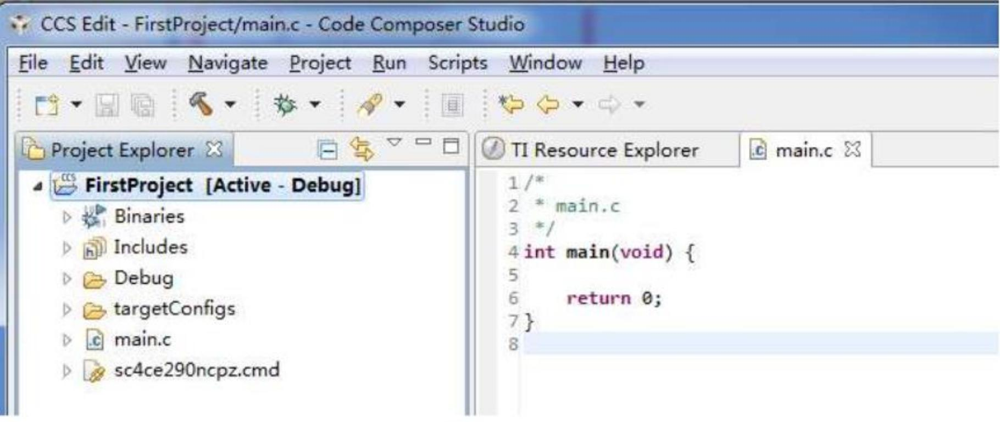 CCS Edit - FirstProject/main.c - Code Composer Studio
File Edit View Navigate Project Run Scripts Window Help
Project Explorer
FirstProject [Active - Debug]
Binaries
Includes
Debug
targetConfigs
main.c
sc4ce290ncpz.cmd
TI Resource Explorer
main.c
1 /*
2  * main.c
3  */
4 int main(void) {
5
6     return 0;
7 }
8